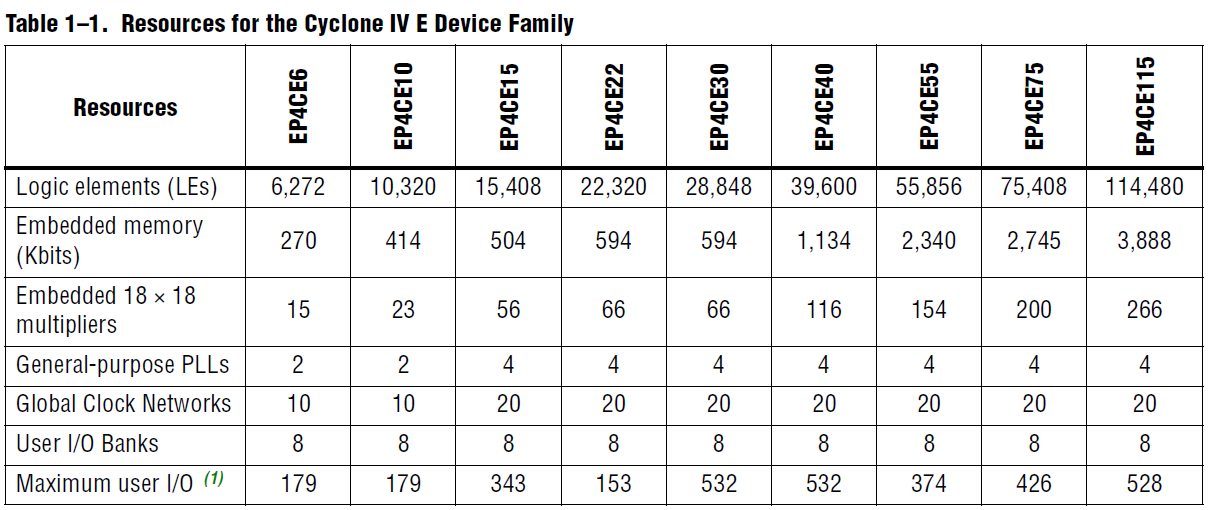 Table 1–1. Resources for the Cyclone IV E Device Family
Resources EP4CE6 EP4CE10 EP4CE15 EP4CE22 EP4CE30 EP4CE40 EP4CE55 EP4CE75 EP4CE115
Logic elements (LEs) 6,272 10,320 15,408 22,320 28,848 39,600 55,856 75,408 114,480
Embedded memory
(Kbits) 270 414 504 594 594 1,134 2,340 2,745 3,888
Embedded 18 × 18
multipliers 15 23 56 66 66 116 154 200 266
General-purpose PLLs 2 2 4 4 4 4 4 4 4
Global Clock Networks 10 10 20 20 20 20 20 20 20
User I/O Banks 8 8 8 8 8 8 8 8 8
Maximum user I/O (1) 179 179 343 153 532 532 374 426 528